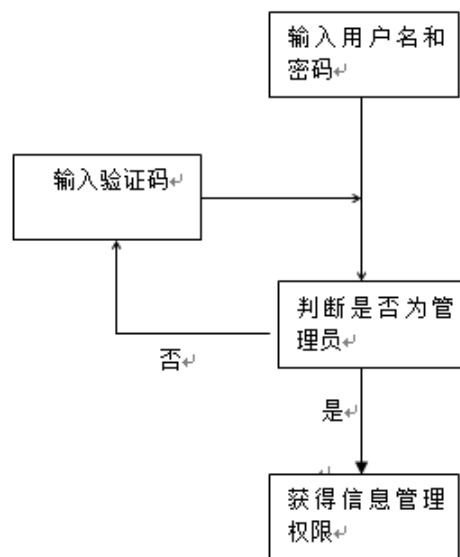 输入用户名和
密码
输入验证码
判断是否为管
理员
否
是
获得信息管理
权限